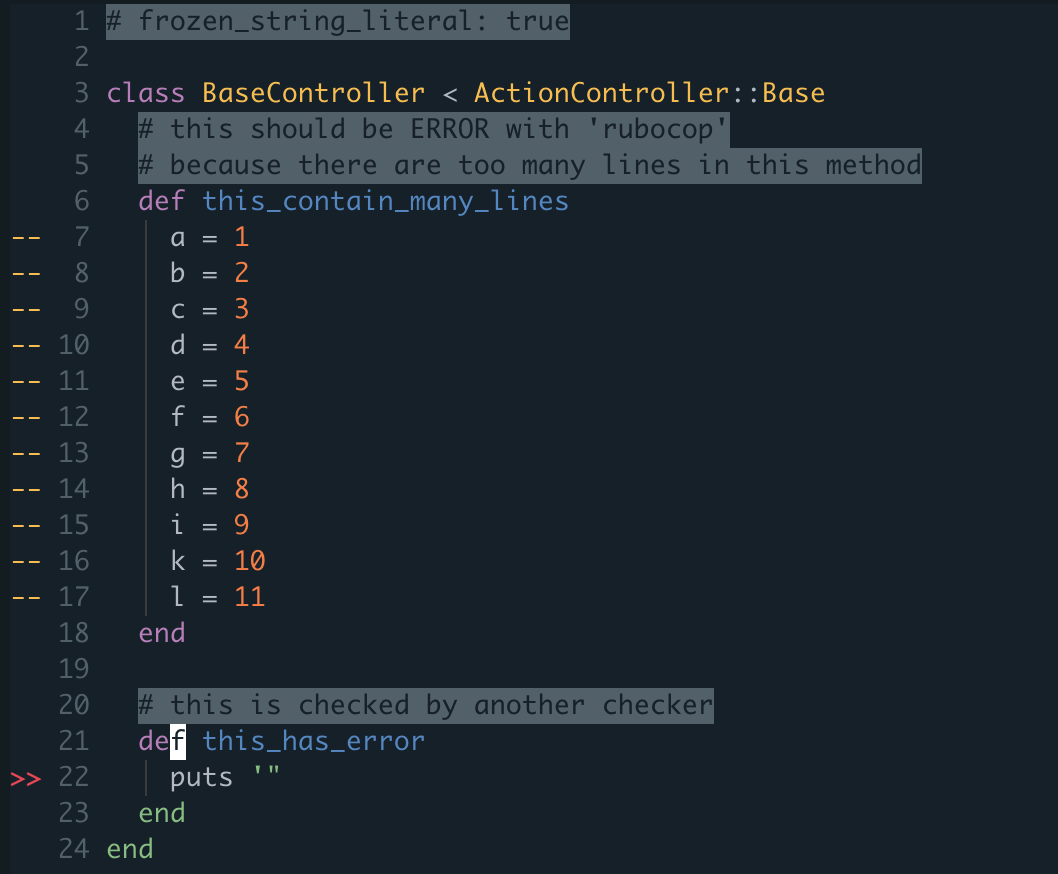 1 # frozen_string_literal: true
2
3 class BaseController < ActionController::Base
4   # this should be ERROR with 'rubocop'
5   # because there are too many lines in this method
6   def this_contain_many_lines
-- 7     a = 1
-- 8     b = 2
-- 9     c = 3
-- 10     d = 4
-- 11     e = 5
-- 12     f = 6
-- 13     g = 7
-- 14     h = 8
-- 15     i = 9
-- 16     k = 10
-- 17     l = 11
18   end
19
20   # this is checked by another checker
21   def this_has_error
>> 22     puts '"
23   end
24 end